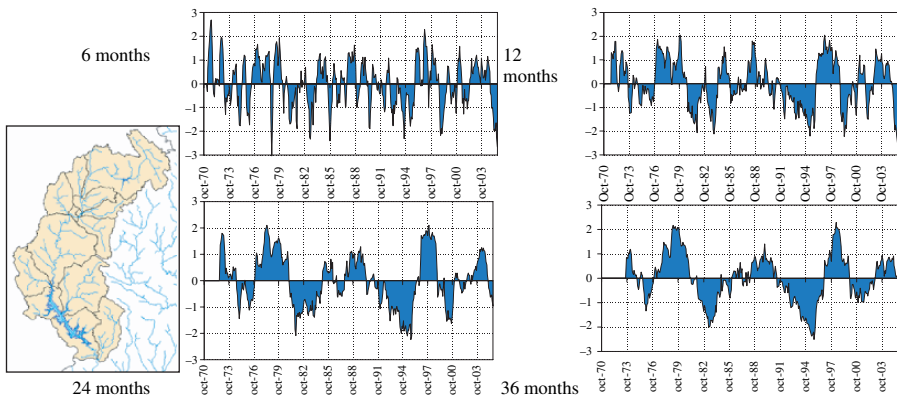 6 months
3
2
1
0
−1
−2
3
oct-70
oct-73
oct-76
oct-79
oct-82
oct-85
oct-88
oct-91
oct-94
oct-97
oct-00
oct-03
12
months
3
2
1
0
−1
−2
3
Oct-70
Oct-73
Oct-76
Oct-79
Oct-82
Oct-85
Oct-88
Oct-91
Oct-94
Oct-97
Oct-00
Oct-03
24 months
3
2
1
0
−1
−2
−3
oct-70
oct-73
oct-76
oct-79
oct-82
oct-85
oct-88
oct-91
oct-94
oct-97
oct-00
oct-03
36 months
3
2
1
0
−1
−2
−3
oct-70
oct-73
oct-76
oct-79
oct-82
oct-85
oct-88
oct-91
oct-94
oct-97
oct-00
oct-03